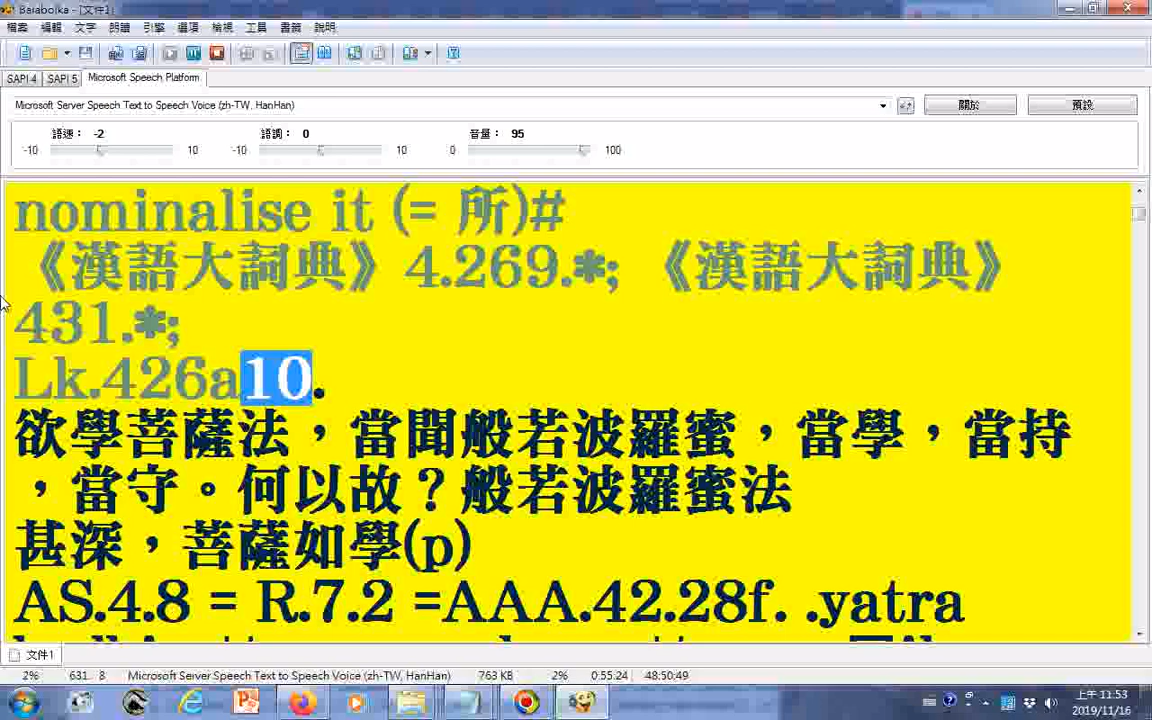 Balabolka - [文件1]
檔案 編輯 文字 朗讀 引擎 選項 檢視 工具 書籤 說明
SAPI 4 SAPI 5 Microsoft Speech Platform
Microsoft Server Speech Text to Speech Voice (zh-TW, HanHan) 關於 預設
語速： -2 語調： 0 音量： 95
-10 10 -10 10 0 100
nominalise it (= 所)#
《漢語大詞典》 4.269.*; 《漢語大詞典》
431.*;
Lk.426a10.
欲學菩薩法，當聞般若波羅蜜，當學，當持
，當守。何以故？般若波羅蜜法
甚深，菩薩如學(p)
AS.4.8 = R.7.2 =AAA.42.28f. .yatra
文件1
2% 631. 8 Microsoft Server Speech Text to Speech Voice (zh-TW, HanHan) 763 KB 2% 0:55:24 48:50:49
上午 11:53
2019/11/16